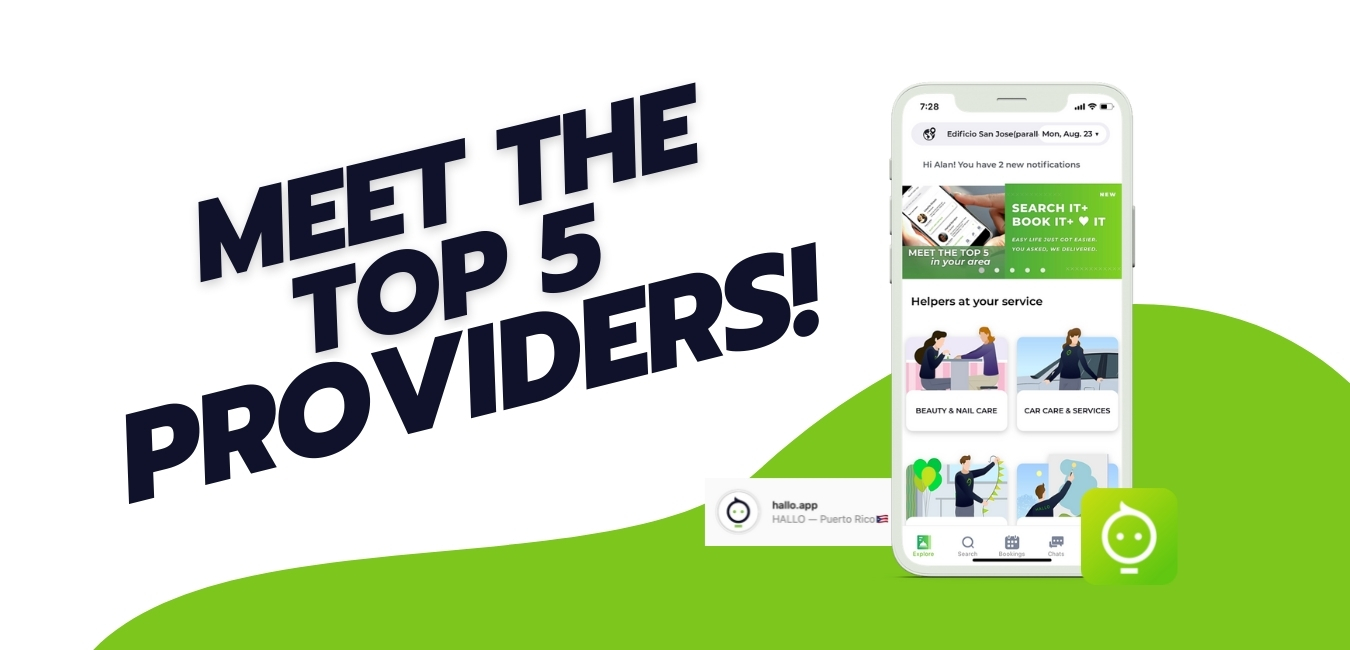 MEET THE
TOP 5
PROVIDERS!
7:28
Edificio San Jose(parall Mon, Aug. 23 ▾
Hi Alan! You have 2 new notifications
NEW
SEARCH IT+
BOOK IT+ ♥ IT
EASY LIFE JUST GOT EASIER.
YOU ASKED, WE DELIVERED.
MEET THE TOP 5
in your area
Helpers at your service
BEAUTY & NAIL CARE
CAR CARE & SERVICES
hallo.app
HALLO — Puerto Rico🇵🇷
Explore
Search
Bookings
Chats